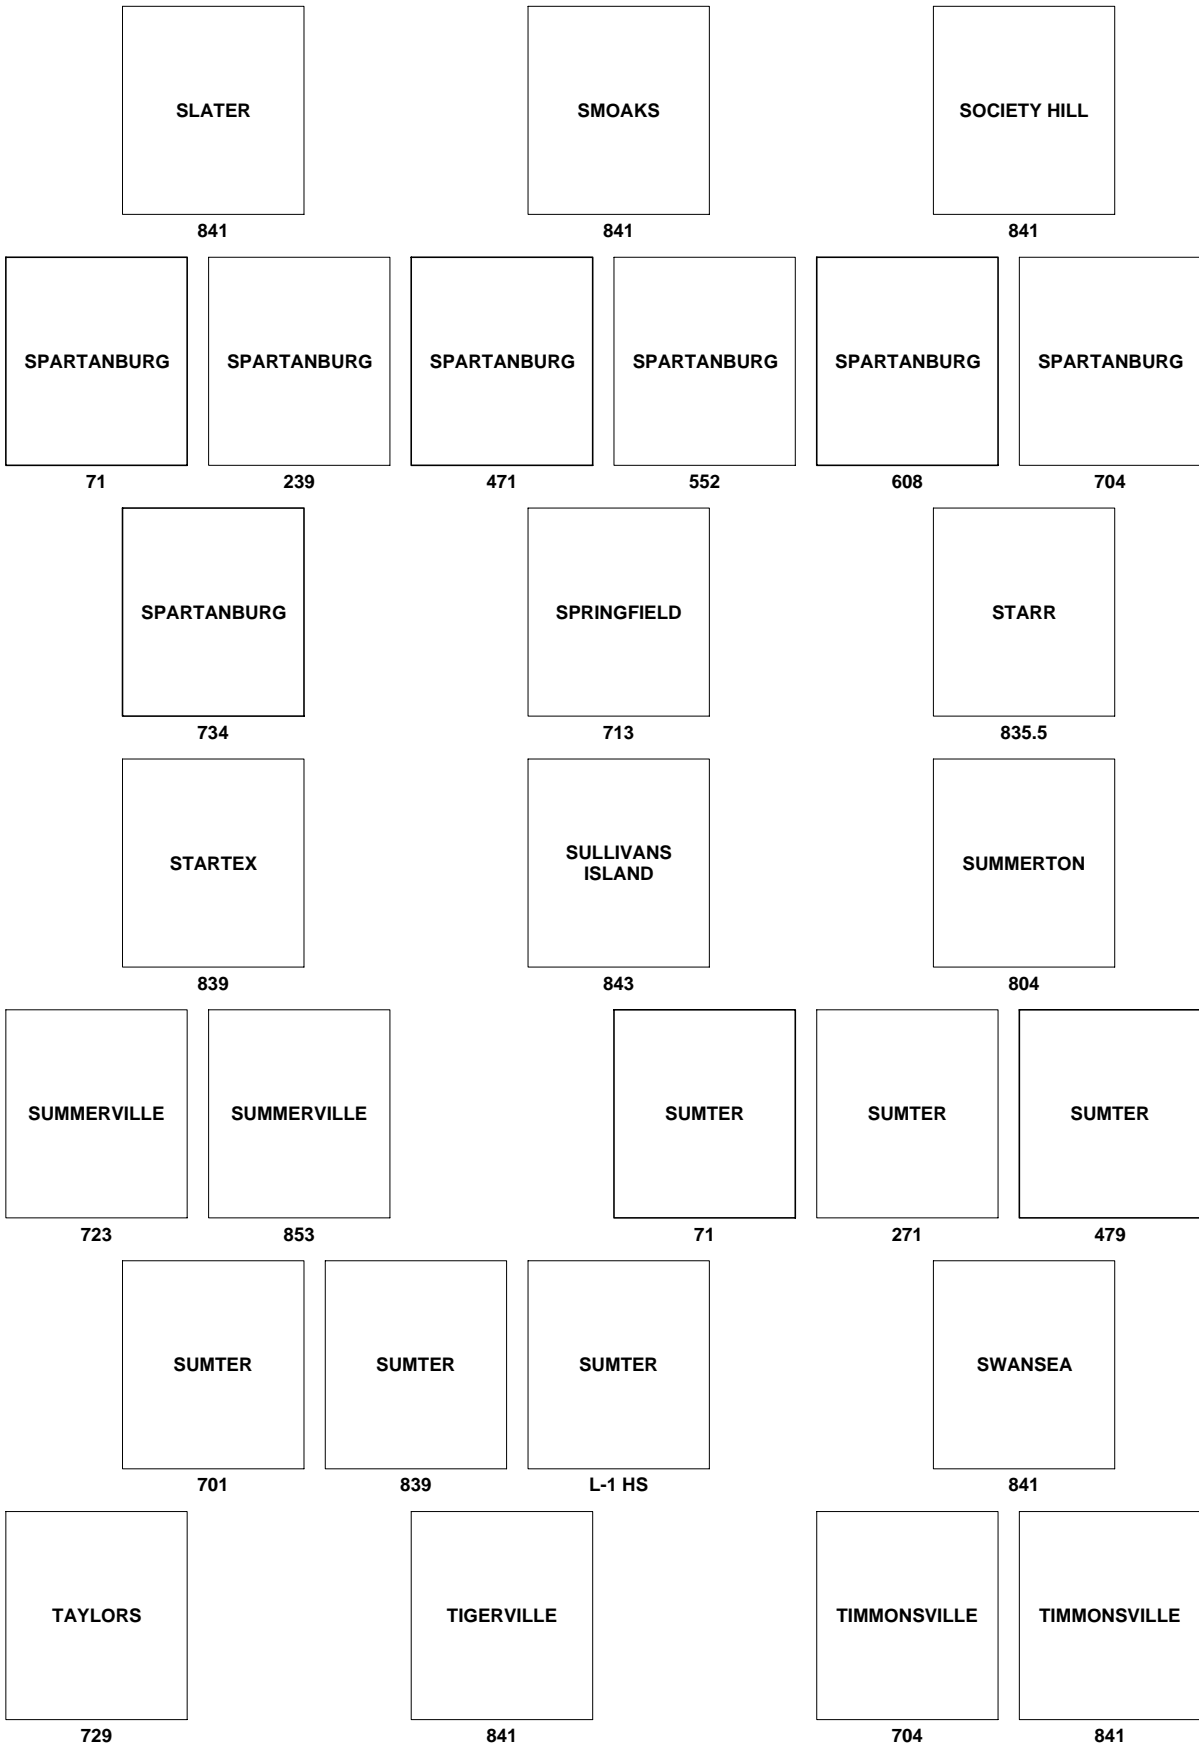 SLATER
841
SMOAKS
841
SOCIETY HILL
841
SPARTANBURG
71
SPARTANBURG
239
SPARTANBURG
471
SPARTANBURG
552
SPARTANBURG
608
SPARTANBURG
704
SPARTANBURG
734
SPRINGFIELD
713
STARR
835.5
STARTEX
839
SULLIVANS
ISLAND
843
SUMMERTON
804
SUMMERVILLE
723
SUMMERVILLE
853
SUMTER
71
SUMTER
271
SUMTER
479
SUMTER
701
SUMTER
839
SUMTER
L-1 HS
SWANSEA
841
TAYLORS
729
TIGERVILLE
841
TIMMONSVILLE
704
TIMMONSVILLE
841